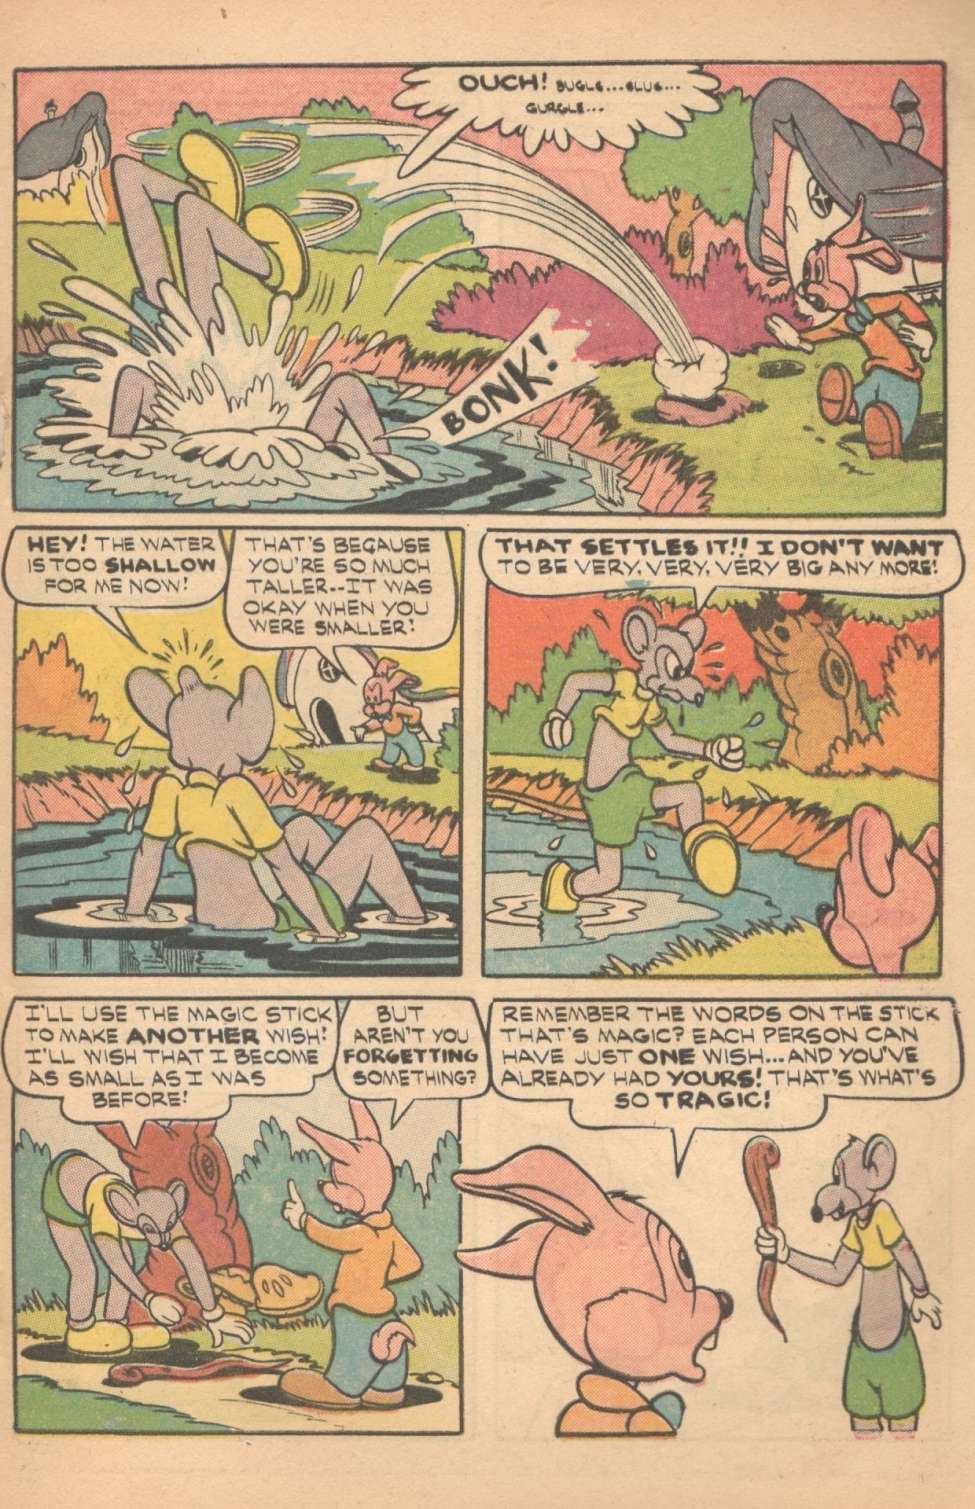 OUCH! BUGLE...GLUG...
GURGLE...
BONK!
HEY! THE WATER
IS TOO SHALLOW
FOR ME NOW!
THAT'S BECAUSE
YOU'RE SO MUCH
TALLER--IT WAS
OKAY WHEN YOU
WERE SMALLER!
THAT SETTLES IT!! I DON'T WANT
TO BE VERY, VERY, VERY BIG ANY MORE!
I'LL USE THE MAGIC STICK
TO MAKE ANOTHER WISH!
I'LL WISH THAT I BECOME
AS SMALL AS I WAS
BEFORE!
BUT
AREN'T YOU
FORGETTING
SOMETHING?
REMEMBER THE WORDS ON THE STICK
THAT'S MAGIC? EACH PERSON CAN
HAVE JUST ONE WISH...AND YOU'VE
ALREADY HAD YOURS! THAT'S WHAT'S
SO TRAGIC!